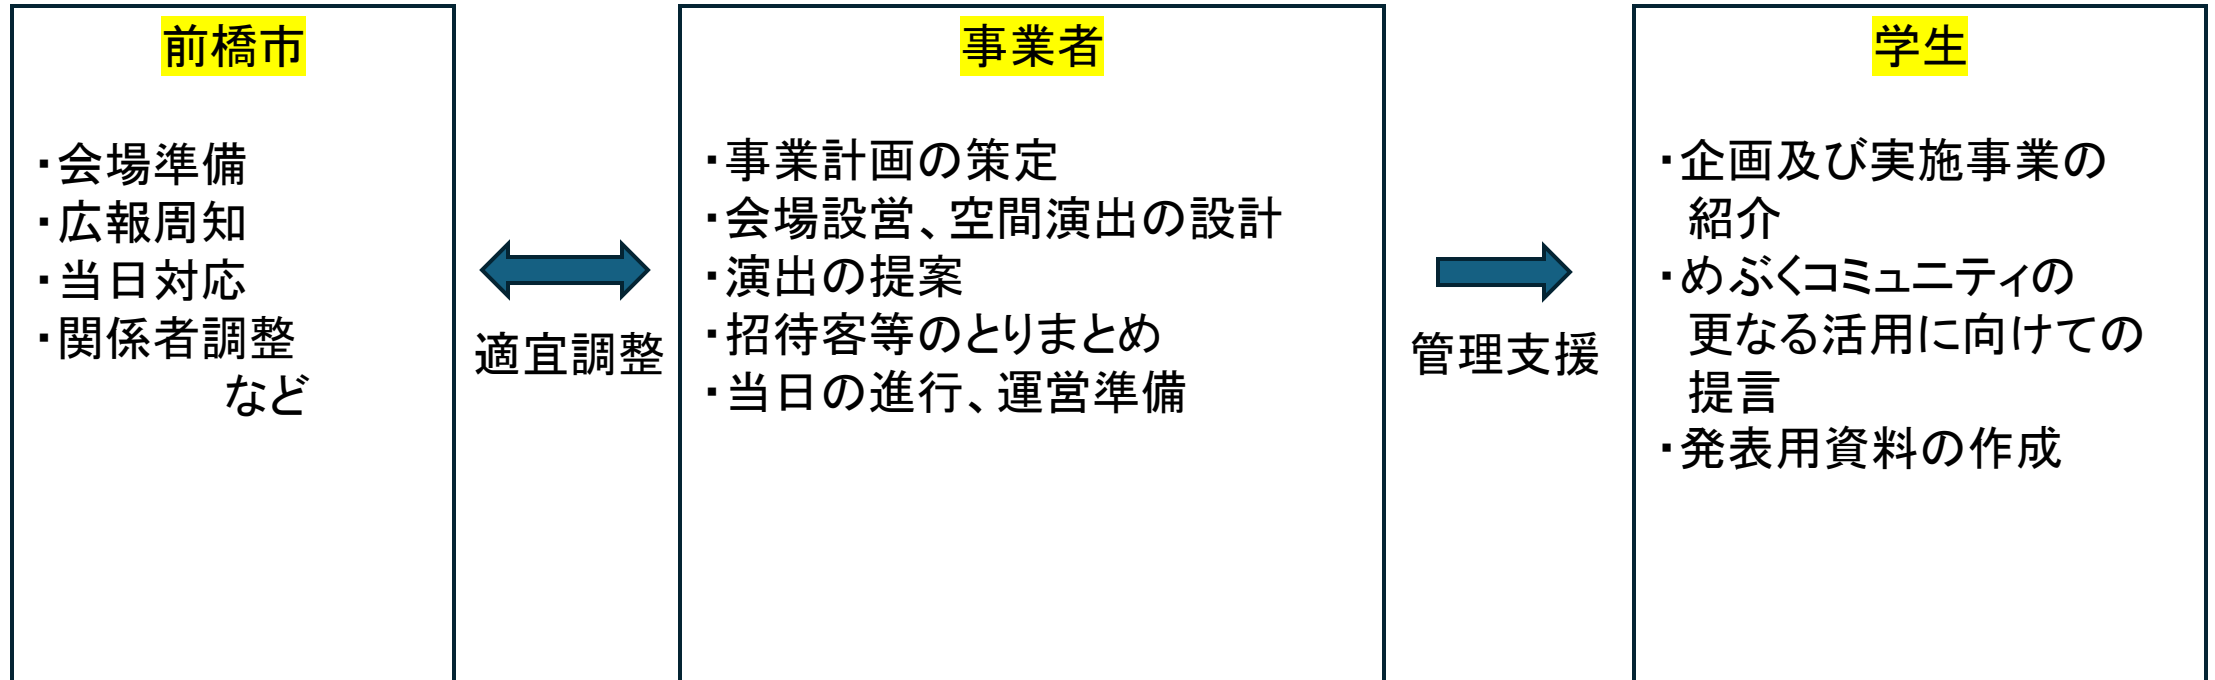 前橋市
・会場準備
・広報周知
・当日対応
・関係者調整
など
適宜調整
事業者
・事業計画の策定
・会場設営、空間演出の設計
・演出の提案
・招待客等のとりまとめ
・当日の進行、運営準備
管理支援
学生
・企画及び実施事業の
紹介
・めぶくコミュニティの
更なる活用に向けての
提言
・発表用資料の作成